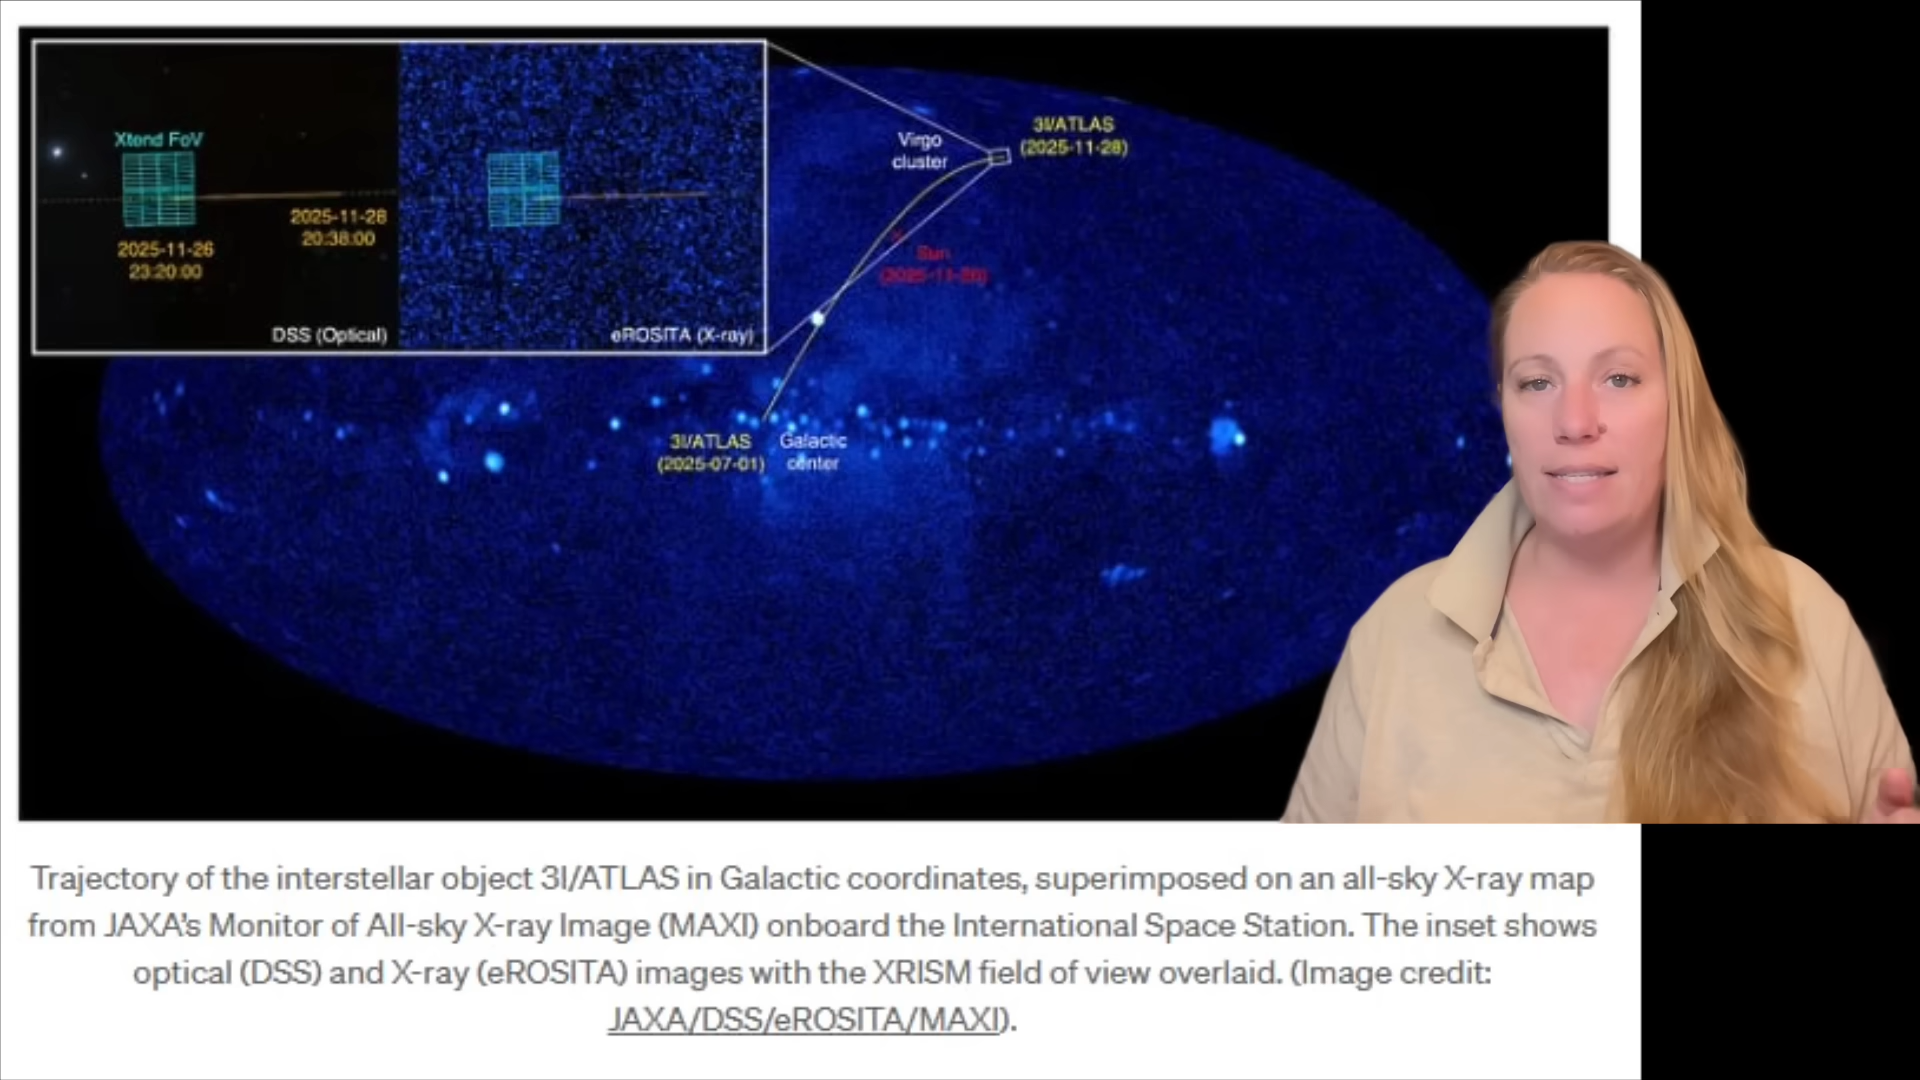 Xtend FoV
2025-11-26
23:20:00
2025-11-28
20:38:00
DSS (Optical)
eROSITA (X-ray)
Virgo
cluster
3I/ATLAS
(2025-11-28)
Sun
3I/ATLAS
(2025-07-01)
Galactic
center
Trajectory of the interstellar object 3I/ATLAS in Galactic coordinates, superimposed on an all-sky X-ray map
from JAXA's Monitor of All-sky X-ray Image (MAXI) onboard the International Space Station. The inset shows
optical (DSS) and X-ray (eROSITA) images with the XRISM field of view overlaid. (Image credit:
JAXA/DSS/eROSITA/MAXI).